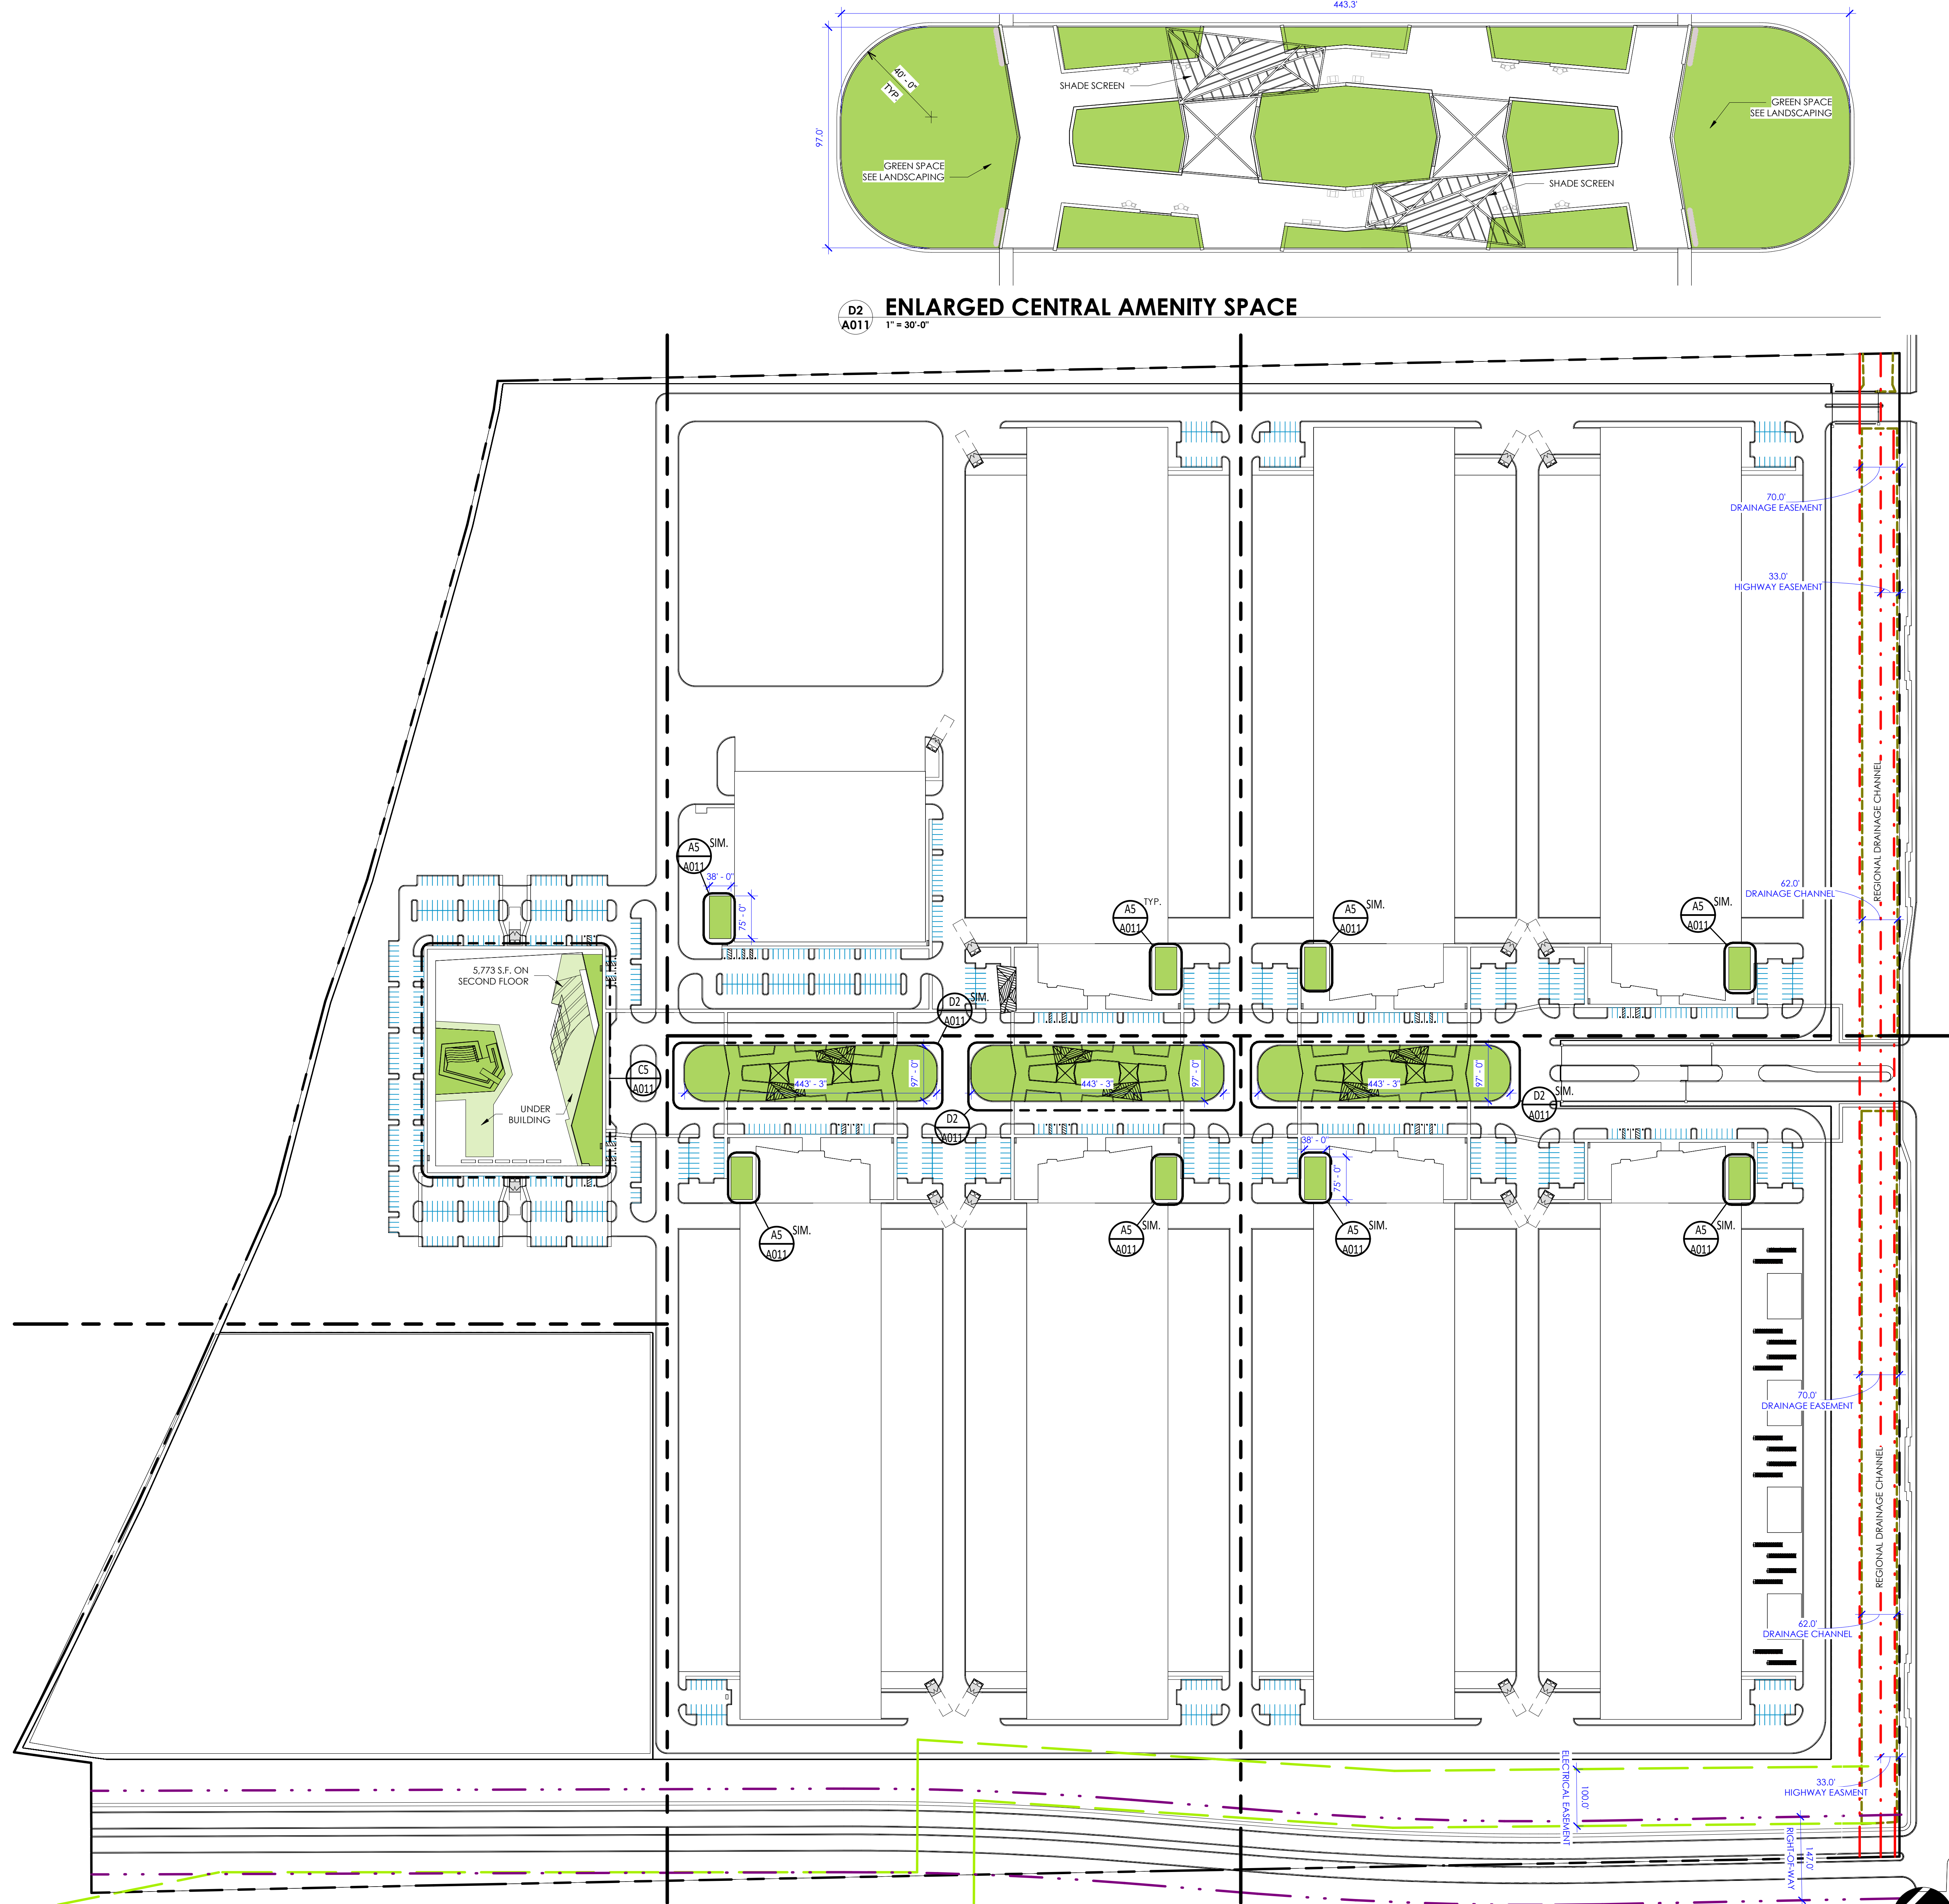 443.3'
97.0'
40' - 0"
TYP
SHADE SCREEN
GREEN SPACE
SEE LANDSCAPING
GREEN SPACE
SEE LANDSCAPING
SHADE SCREEN
D2
A011
ENLARGED CENTRAL AMENITY SPACE
1" = 30'-0"
70.0'
DRAINAGE EASEMENT
33.0'
HIGHWAY EASEMENT
REGIONAL DRAINAGE CHANNEL
62.0'
DRAINAGE CHANNEL
A5
A011
SIM.
38' - 0"
75' - 0"
A5
A011
TYP.
A5
A011
SIM.
A5
A011
SIM.
5,773 S.F. ON
SECOND FLOOR
D2
A011
SIM.
C5
A011
UNDER
BUILDING
443' - 3"
97' - 0"
443' - 3"
97' - 0"
443' - 3"
97' - 0"
D2
A011
D2
A011
SIM.
38' - 0"
75' - 0"
A5
A011
SIM.
A5
A011
SIM.
A5
A011
SIM.
A5
A011
SIM.
70.0'
DRAINAGE EASEMENT
REGIONAL DRAINAGE CHANNEL
62.0'
DRAINAGE CHANNEL
33.0'
HIGHWAY EASMENT
100.0'
ELECTRICAL EASEMENT
147.0'
RIGHT-OF-WAY